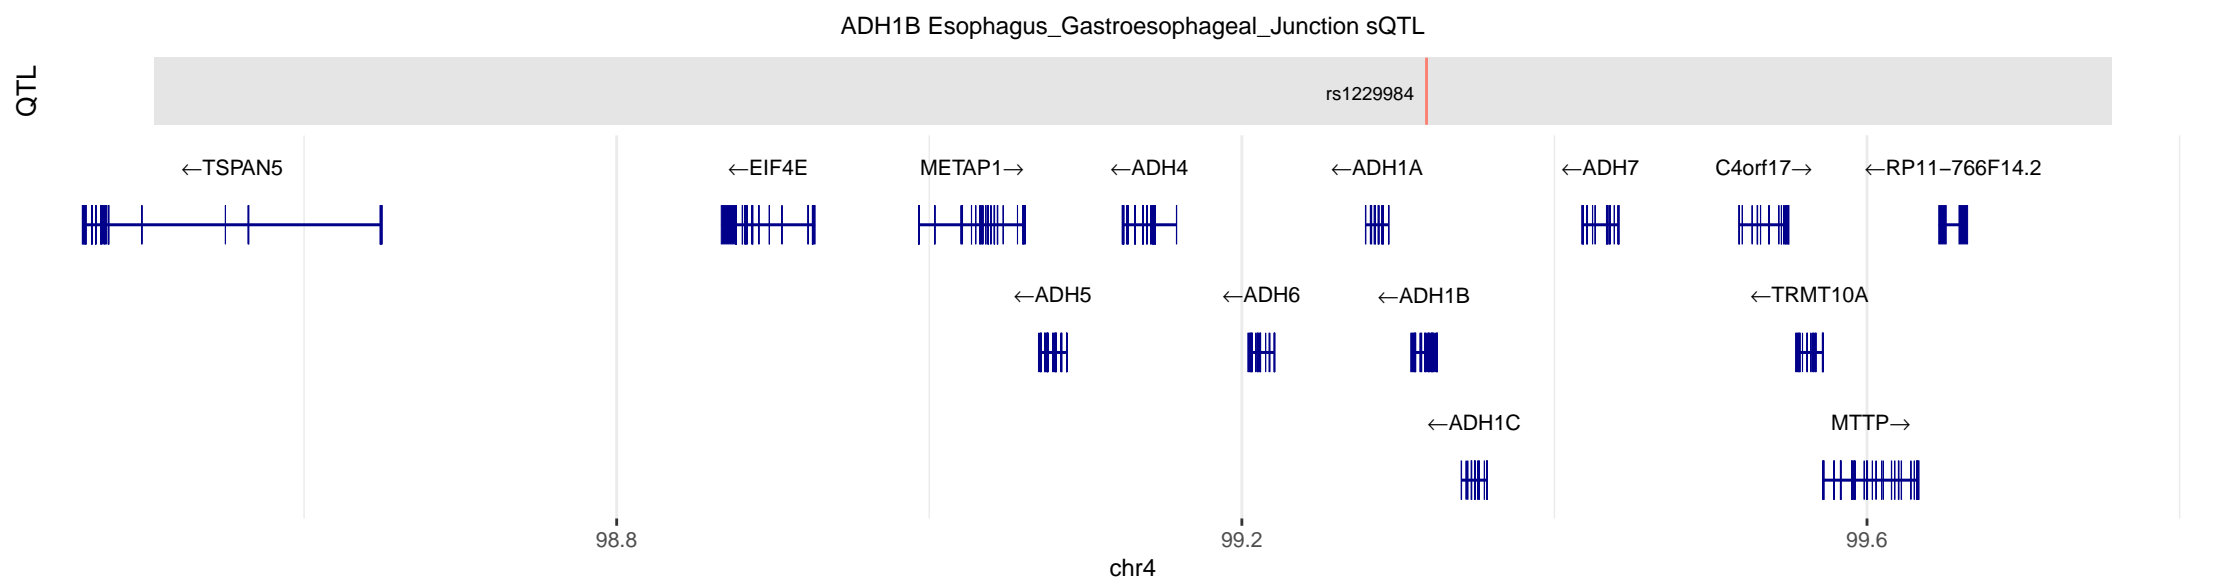 ADH1B Esophagus_Gastroesophageal_Junction sQTL
QTL
rs1229984
←TSPAN5 ←EIF4E METAP1→ ←ADH4 ←ADH1A ←ADH7 C4orf17→ ←RP11−766F14.2
←ADH5 ←ADH6 ←ADH1B ←TRMT10A
←ADH1C MTTP→
98.8 99.2 99.6
chr4